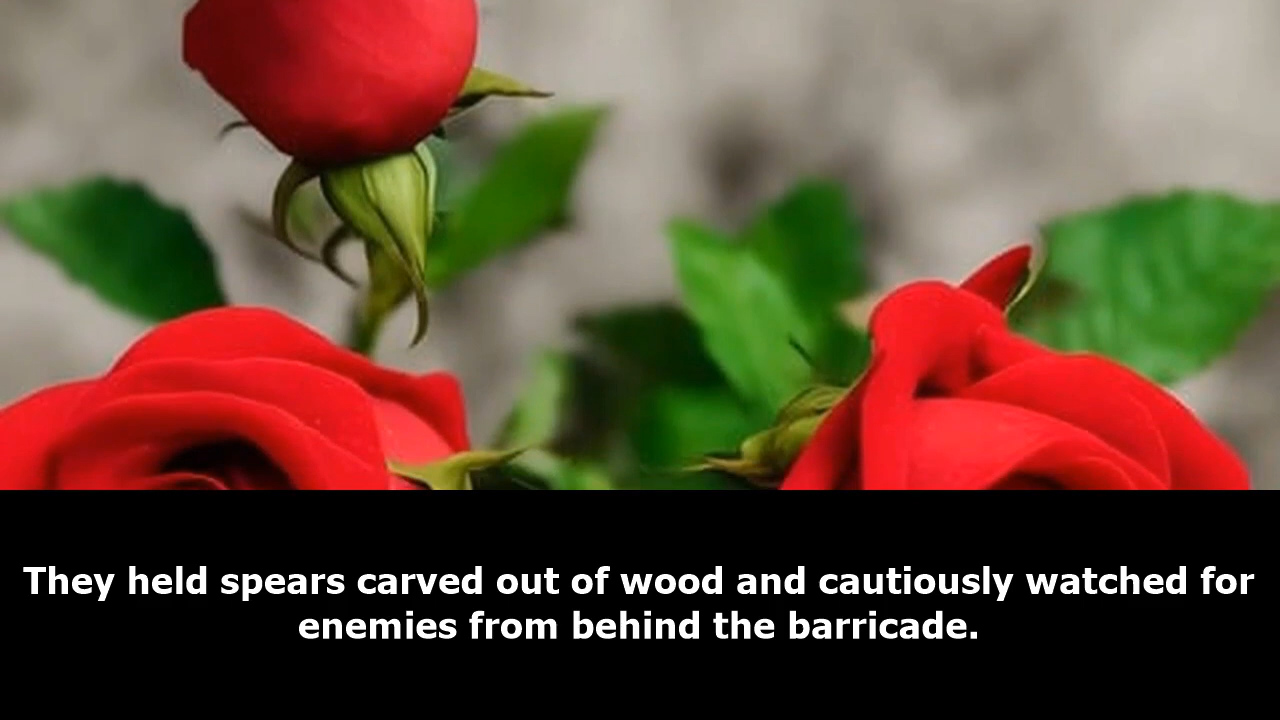 They held spears carved out of wood and cautiously watched for
enemies from behind the barricade.